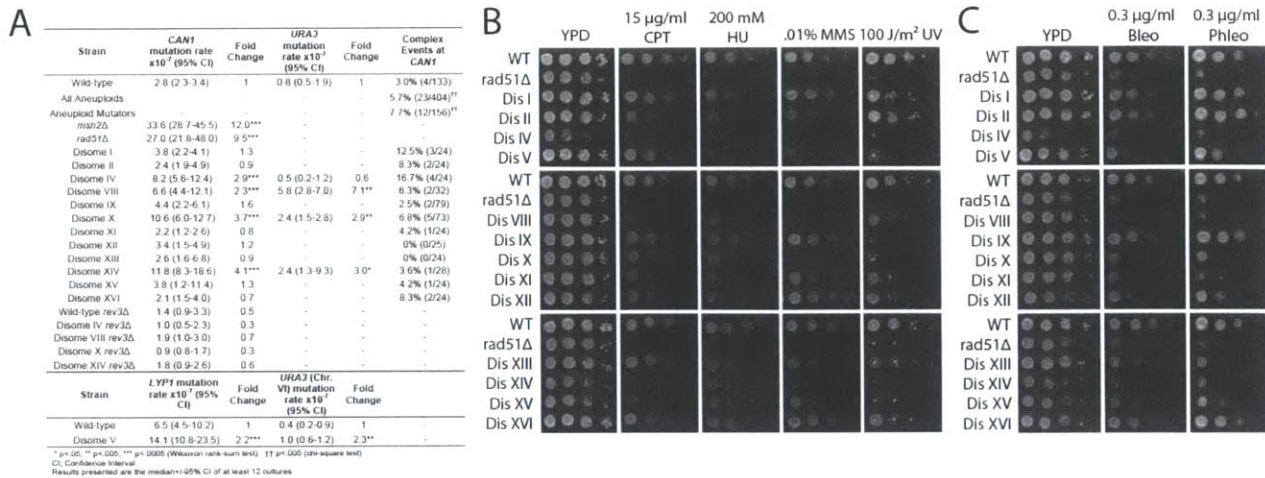 A
Strain CAN1 mutation rate x10⁻⁷ (95% CI) Fold Change URA3 mutation rate x10⁻⁷ (95% CI) Fold Change Complex Events at CAN1
Wild-type 2.8 (2.3-3.4) 1 0.8 (0.5-1.9) 1 3.0% (4/133)
All Aneuploids - - - - 5.7% (23/404)††
Aneuploid Mutators - - - - 7.7% (12/156)††
msh2Δ 33.6 (28.7-45.5) 12.0*** - - -
rad51Δ 27.0 (21.8-48.0) 9.5*** - - -
Disome I 3.8 (2.2-4.1) 1.3 - - 12.5% (3/24)
Disome II 2.4 (1.9-4.9) 0.9 - - 8.3% (2/24)
Disome IV 8.2 (5.6-12.4) 2.9*** 0.5 (0.2-1.2) 0.6 16.7% (4/24)
Disome VIII 6.6 (4.4-12.1) 2.3*** 5.8 (2.8-7.0) 7.1** 6.3% (2/32)
Disome IX 4.4 (2.2-6.1) 1.6 - - 2.5% (2/79)
Disome X 10.6 (6.0-12.7) 3.7*** 2.4 (1.5-2.8) 2.9** 6.8% (5/73)
Disome XI 2.2 (1.2-2.6) 0.8 - - 4.2% (1/24)
Disome XII 3.4 (1.5-4.9) 1.2 - - 0% (0/25)
Disome XIII 2.6 (1.6-6.8) 0.9 - - 0% (0/24)
Disome XIV 11.8 (8.3-18.6) 4.1*** 2.4 (1.3-9.3) 3.0* 3.6% (1/28)
Disome XV 3.8 (1.2-11.4) 1.3 - - 4.2% (1/24)
Disome XVI 2.1 (1.5-4.0) 0.7 - - 8.3% (2/24)
Wild-type rev3Δ 1.4 (0.9-3.3) 0.5 - - -
Disome IV rev3Δ 1.0 (0.5-2.3) 0.3 - - -
Disome VIII rev3Δ 1.9 (1.0-3.0) 0.7 - - -
Disome X rev3Δ 0.9 (0.8-1.7) 0.3 - - -
Disome XIV rev3Δ 1.8 (0.9-2.6) 0.6 - - -
Strain LYP1 mutation rate x10⁻⁷ (95% CI) Fold Change URA3 (Chr. VI) mutation rate x10⁻⁷ (95% CI) Fold Change
Wild-type 6.5 (4.5-10.2) 1 0.4 (0.2-0.9) 1 -
Disome V 14.1 (10.8-23.5) 2.2*** 1.0 (0.6-1.2) 2.3** -
* p<.05, ** p<.005, *** p<.0005 (Wilcoxon rank-sum test) †† p<.005 (chi-square test)
CI, Confidence Interval
Results presented are the median+/-95% CI of at least 12 cultures
B
YPD
15 µg/ml CPT
200 mM HU
.01% MMS
100 J/m² UV
WT
rad51Δ
Dis I
Dis II
Dis IV
Dis V
WT
rad51Δ
Dis VIII
Dis IX
Dis X
Dis XI
Dis XII
WT
rad51Δ
Dis XIII
Dis XIV
Dis XV
Dis XVI
C
YPD
0.3 µg/ml Bleo
0.3 µg/ml Phleo
WT
rad51Δ
Dis I
Dis II
Dis IV
Dis V
WT
rad51Δ
Dis VIII
Dis IX
Dis X
Dis XI
Dis XII
WT
rad51Δ
Dis XIII
Dis XIV
Dis XV
Dis XVI